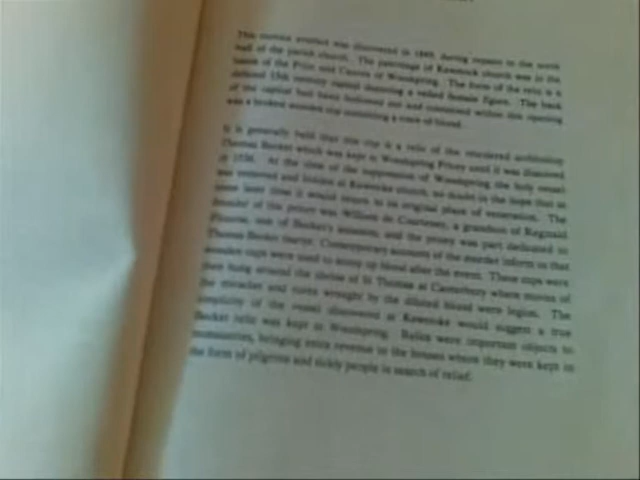 This curious artefact was discovered in 1849, during repairs to the north
wall of the parish church. The patronage of Kewstoke church was in the
hands of the Prior and Canons of Woodspring. The form of the relic is a
defaced 13th century carved showing a veiled female figure. The back
of the capital had been hollowed out and contained within this opening
was a broken wooden cup containing a trace of blood.
It is generally held that this cup is a relic of the murdered archbishop
Thomas Becket which was kept at Woodspring Priory until it was dissolved
in 1536. At the time of the suppression of Woodspring the holy vessel
was removed and hidden at Kewstoke church, no doubt in the hope that at
some later time it would return to its original place of veneration. The
founder of the priory was William de Courtenay, a grandson of Reginald
Fitzurse, one of Becket's assassins, and the priory was part dedicated to
Thomas Becket martyr. Contemporary accounts of the murder inform us that
wooden cups were used to scoop up blood after the event. These cups were
then hung around the shrine of St Thomas at Canterbury where stories of
the miracles and cures wrought by the diluted blood were legion. The
simplicity of the vessel discovered at Kewstoke would suggest a true
Becket relic was kept at Woodspring. Relics were important objects to
monasteries, bringing extra revenue to the houses where they were kept in
the form of pilgrims and sickly people in search of relief.